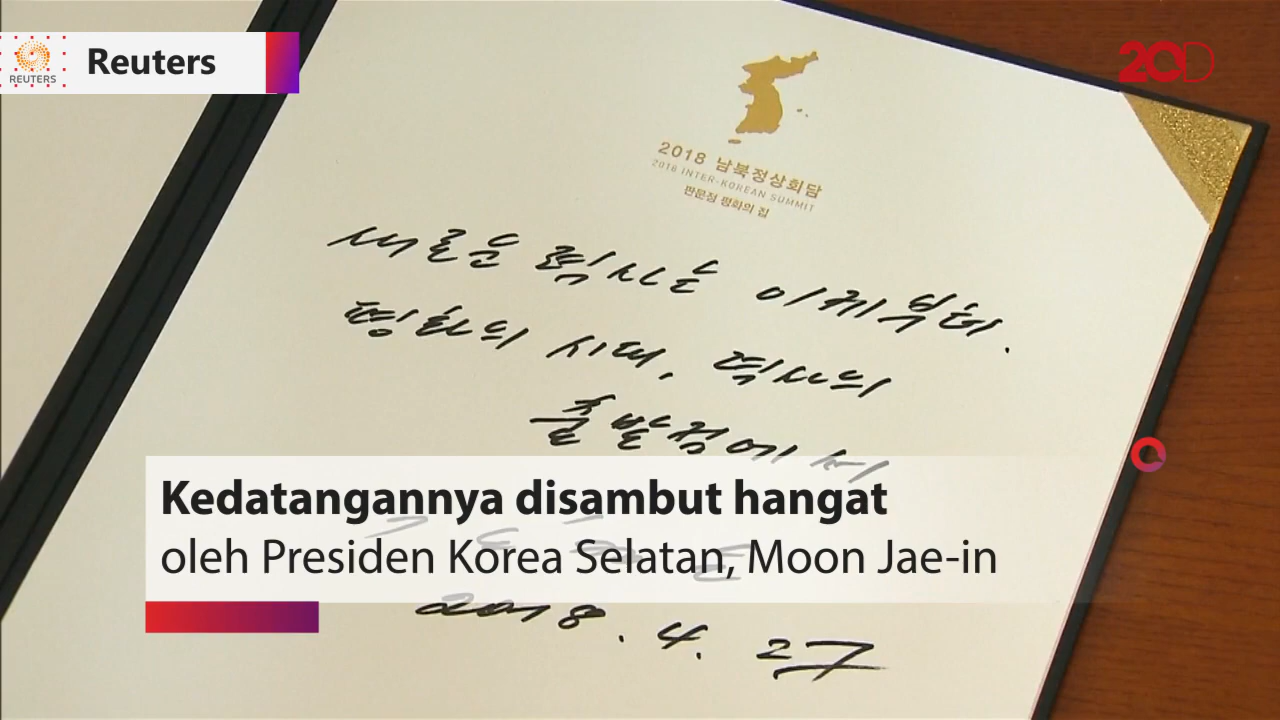 REUTERS
Reuters
20D
2018 남북정상회담
2018 INTER-KOREAN SUMMIT
판문점 평화의 집
새로운 력사는 이제부터.
평화의 시대, 력사의
출발점에서
Kedatangannya disambut hangat
oleh Presiden Korea Selatan, Moon Jae-in
2018. 4. 27